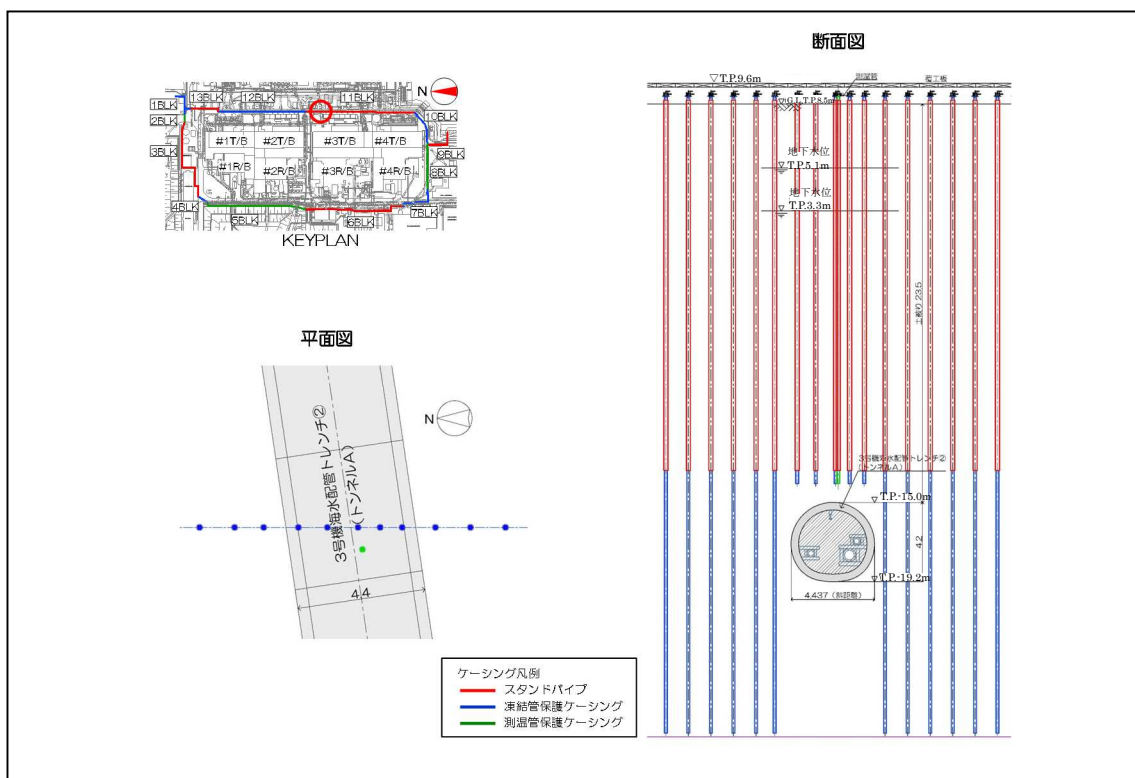 断面図
▽T.P.9.6m
測温管
覆工板
▽G.L.T.P.8.5m
地下水位
▽T.P.5.1m
地下水位
▽T.P.3.3m
土被り 23.5
3号機海水配管トレンチ②
(トンネルA)
▽T.P.-15.0m
4.2
▽T.P.-19.2m
4.437(斜距離)
1BLK
13BLK
12BLK
11BLK
N
10BLK
2BLK
#1T/B
#2T/B
#3T/B
#4T/B
3BLK
9BLK
#1R/B
#2R/B
#3R/B
#4R/B
8BLK
4BLK
5BLK
6BLK
7BLK
KEYPLAN
平面図
N
3号機海水配管トレンチ②
(トンネルA)
4.4
ケーシング凡例
スタンドパイプ
凍結管保護ケーシング
測温管保護ケーシング